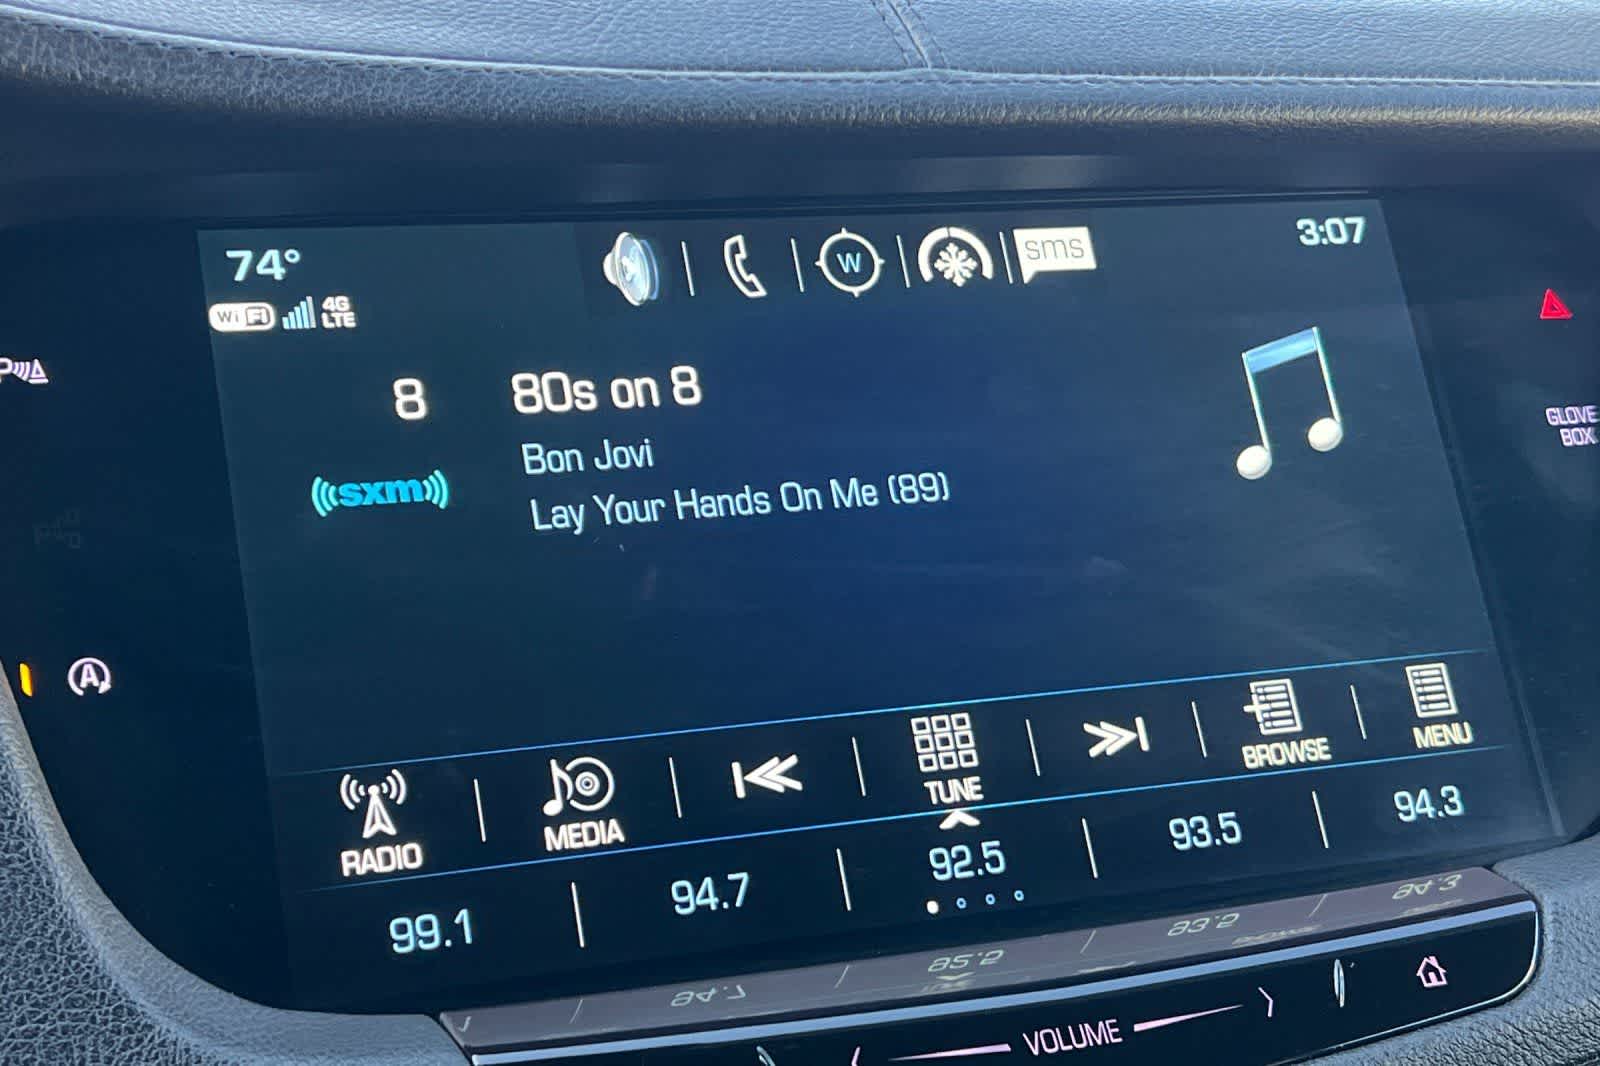 74°
3:07
WiFi
4G
LTE
W
sms
8
80s on 8
Bon Jovi
Lay Your Hands On Me (89)
((sxm))
GLOVE
BOX
A
RADIO
MEDIA
TUNE
BROWSE
MENU
99.1
94.7
92.5
93.5
94.3
VOLUME